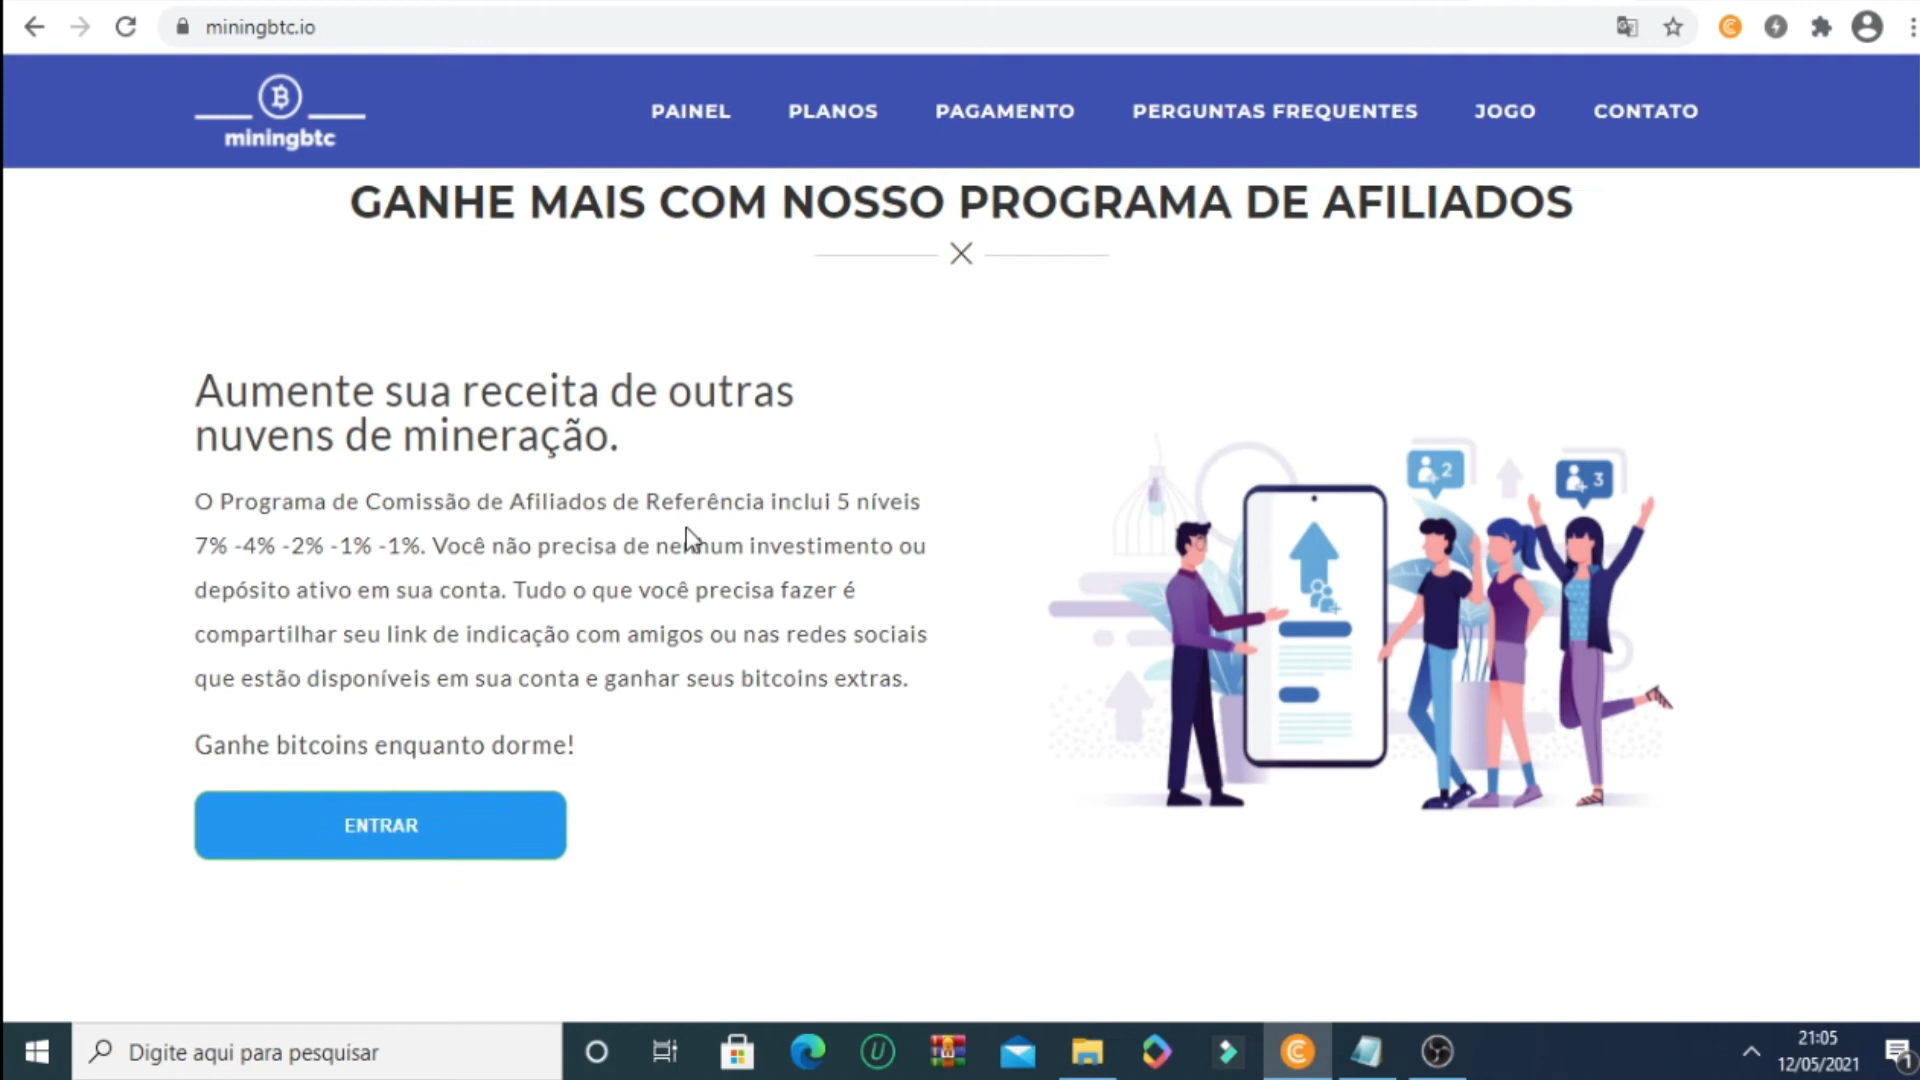 miningbtc.io
miningbtc
PAINEL PLANOS PAGAMENTO PERGUNTAS FREQUENTES JOGO CONTATO
GANHE MAIS COM NOSSO PROGRAMA DE AFILIADOS
Aumente sua receita de outras
nuvens de mineração.
O Programa de Comissão de Afiliados de Referência inclui 5 níveis
7% -4% -2% -1% -1%. Você não precisa de nenhum investimento ou
depósito ativo em sua conta. Tudo o que você precisa fazer é
compartilhar seu link de indicação com amigos ou nas redes sociais
que estão disponíveis em sua conta e ganhar seus bitcoins extras.
Ganhe bitcoins enquanto dorme!
ENTRAR
2
3
Digite aqui para pesquisar
21:05
12/05/2021
1